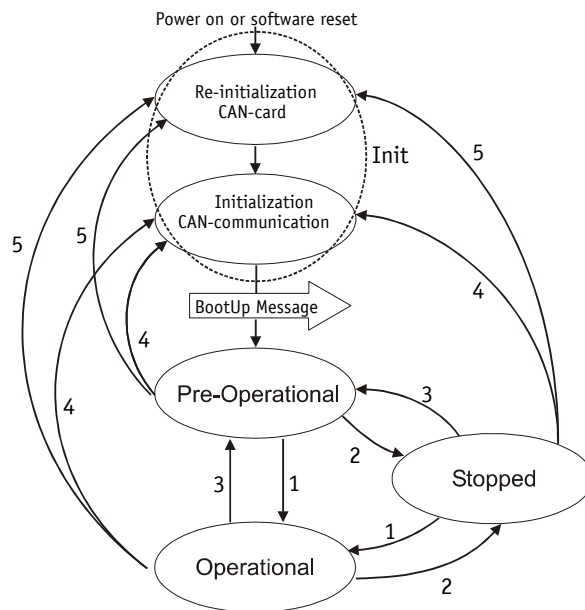 Power on or software reset
Re-initialization
CAN-card
Init
5
Initialization
CAN-communication
5
5
4
BootUp Message
4
4
Pre-Operational
3
2
3
1
Stopped
1
Operational
2